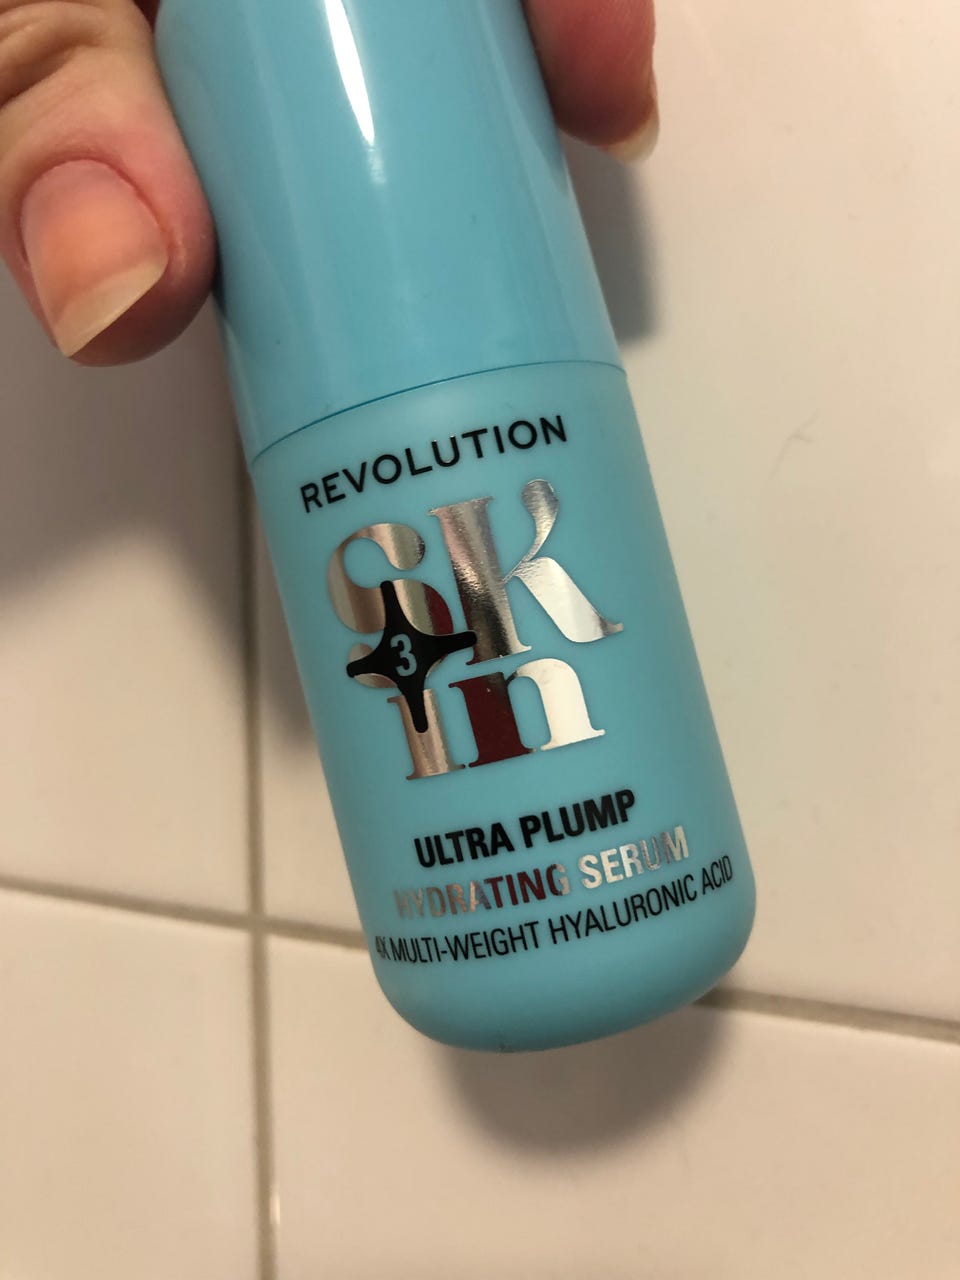 REVOLUTION
SK
3
in
ULTRA PLUMP
HYDRATING SERUM
4X MULTI-WEIGHT HYALURONIC ACID